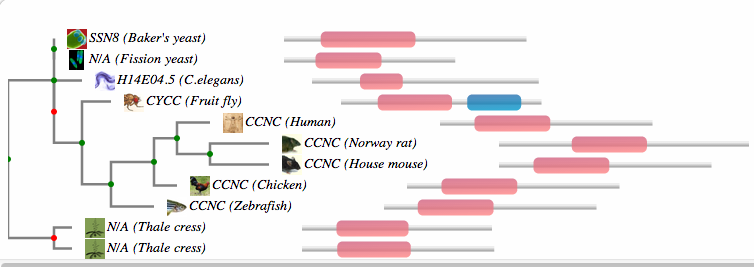 SSN8 (Baker's yeast)
N/A (Fission yeast)
H14E04.5 (C.elegans)
CYCC (Fruit fly)
CCNC (Human)
CCNC (Norway rat)
CCNC (House mouse)
CCNC (Chicken)
CCNC (Zebrafish)
N/A (Thale cress)
N/A (Thale cress)